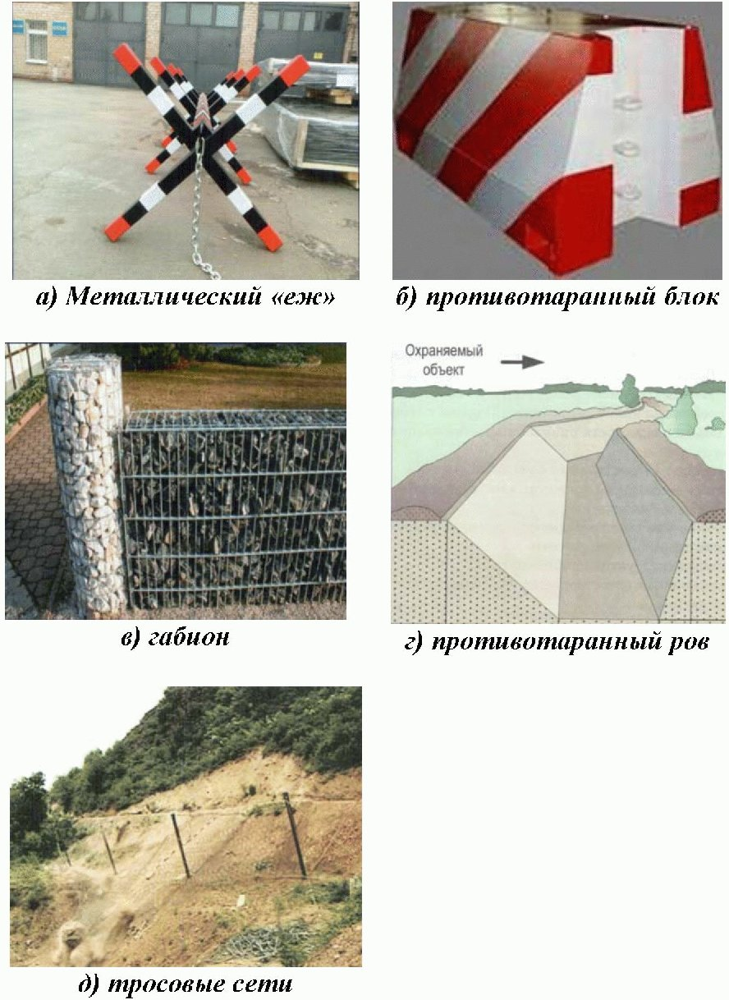 а) Металлический «еж»
б) противотаранный блок
Охраняемый
объект
в) габион
г) противотаранный ров
д) тросовые сети